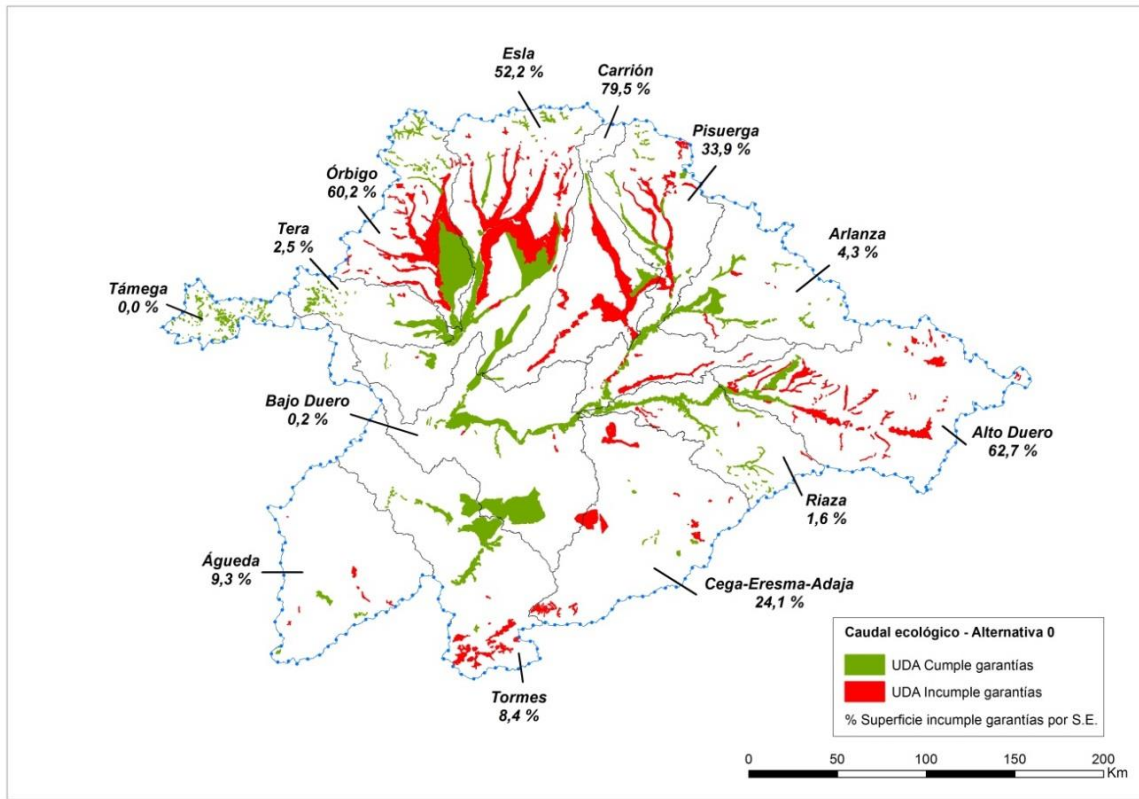 Esla
52,2 %
Carrión
79,5 %
Pisuerga
33,9 %
Órbigo
60,2 %
Tera
2,5 %
Arlanza
4,3 %
Támega
0,0 %
Bajo Duero
0,2 %
Alto Duero
62,7 %
Riaza
1,6 %
Águeda
9,3 %
Cega-Eresma-Adaja
24,1 %
Tormes
8,4 %
Caudal ecológico - Alternativa 0
UDA Cumple garantías
UDA Incumple garantías
% Superficie incumple garantías por S.E.
0 50 100 150 200
Km